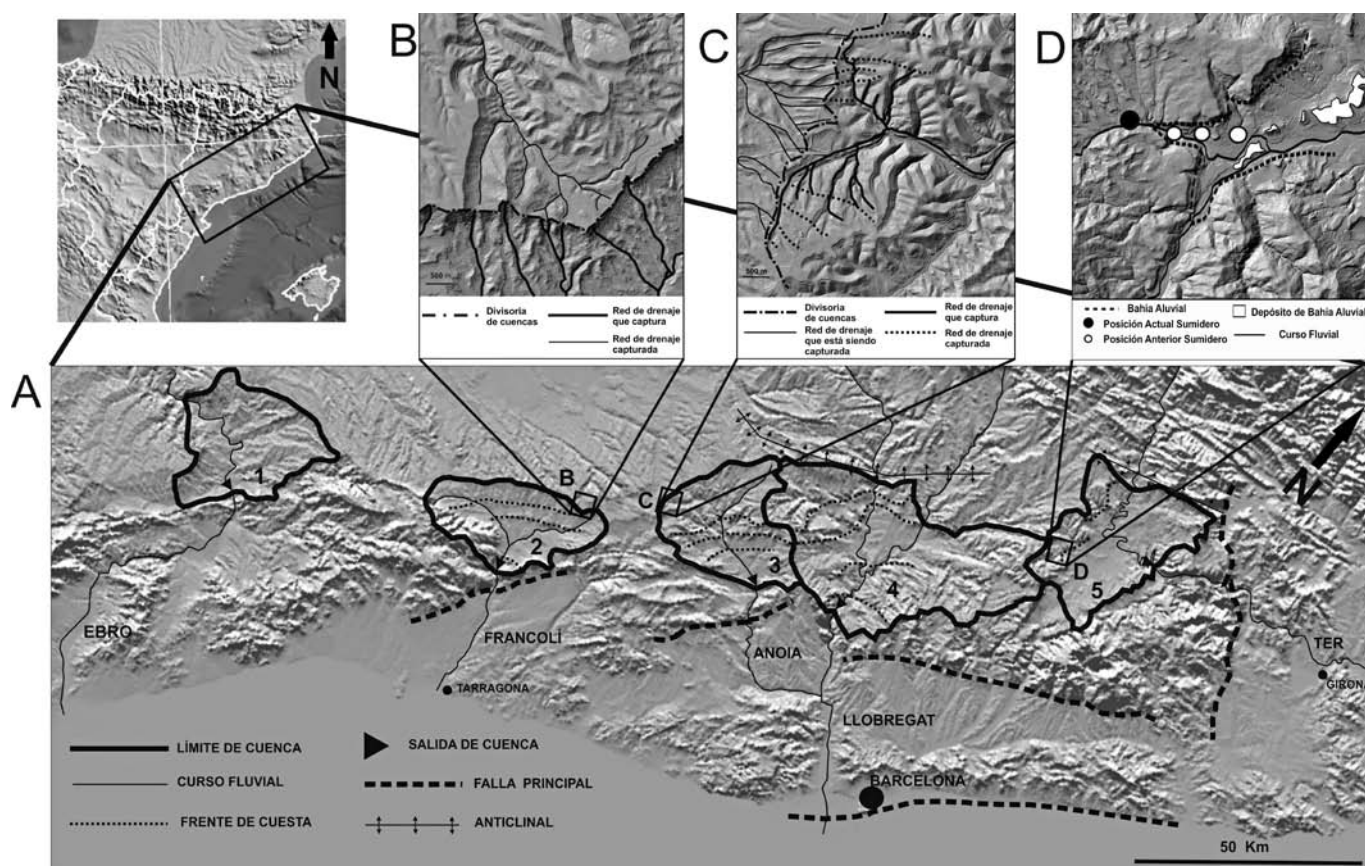 N
B
C
D
500 m
500 m
Divisoria
de cuencas
Red de drenaje
que captura
Red de drenaje
capturada
Divisoria
de cuencas
Red de drenaje
que está siendo
capturada
Red de drenaje
que captura
Red de drenaje
capturada
Bahía Aluvial
Posición Actual Sumidero
Posición Anterior Sumidero
Depósito de Bahía Aluvial
Curso Fluvial
A
N
1
B
2
C
3
4
D
5
EBRO
FRANCOLÍ
TARRAGONA
ANOIA
LLOBREGAT
BARCELONA
TER
GIRONA
LÍMITE DE CUENCA
SALIDA DE CUENCA
CURSO FLUVIAL
FALLA PRINCIPAL
FRENTE DE CUESTA
ANTICLINAL
50 Km